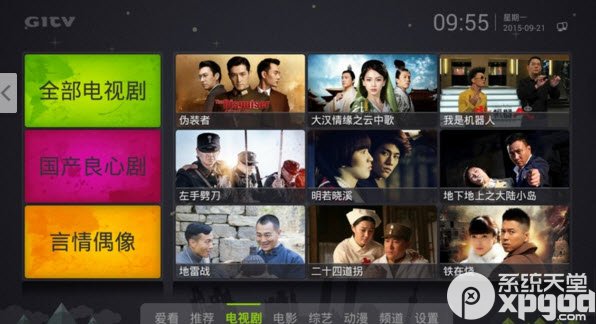 GITV
09:55
星期一
2015-09-21
全部电视剧
国产良心剧
言情偶像
The Disguiser
伪装者
大汉情缘之云中歌
我是机器人
左手劈刀
明若晓溪
地下地上之大陆小岛
地雷战
二十四道拐
铁在烧
爱看 推荐 电视剧 电影 综艺 动漫 频道 设置
系统天堂
xpgod.com